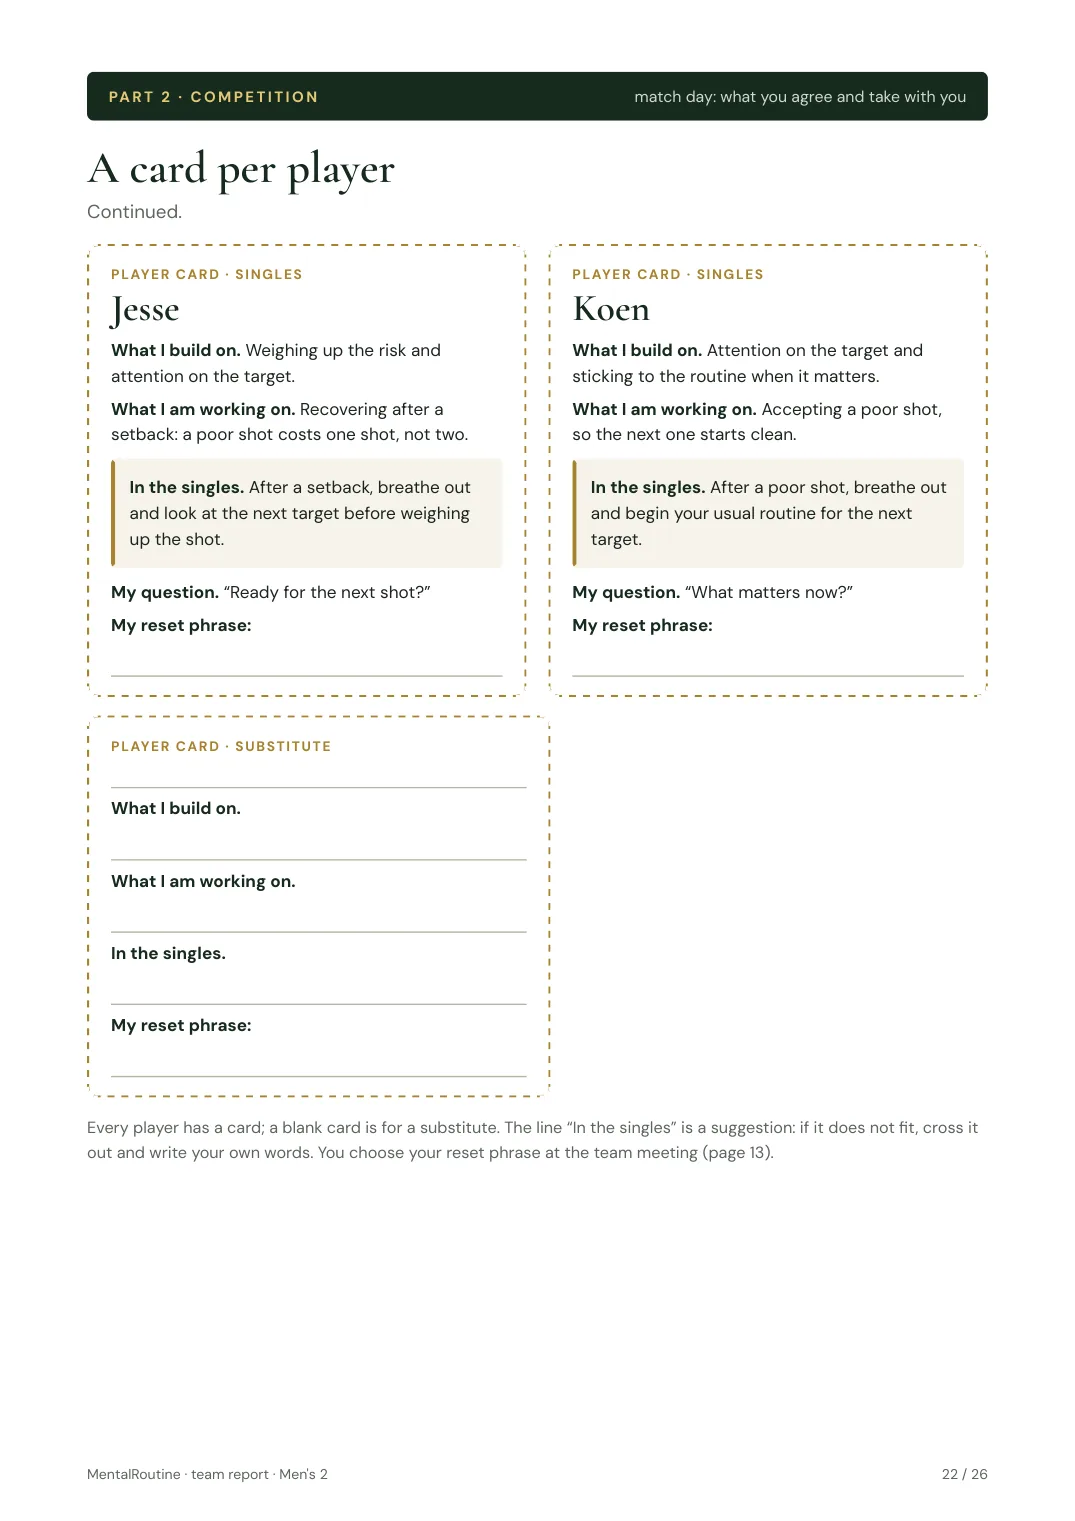 PART 2 · COMPETITION
match day: what you agree and take with you
A card per player
Continued.
PLAYER CARD · SINGLES
Jesse
What I build on. Weighing up the risk and
attention on the target.
What I am working on. Recovering after a
setback: a poor shot costs one shot, not two.
In the singles. After a setback, breathe out
and look at the next target before weighing
up the shot.
My question. “Ready for the next shot?”
My reset phrase:
PLAYER CARD · SINGLES
Koen
What I build on. Attention on the target and
sticking to the routine when it matters.
What I am working on. Accepting a poor shot,
so the next one starts clean.
In the singles. After a poor shot, breathe out
and begin your usual routine for the next
target.
My question. “What matters now?”
My reset phrase:
PLAYER CARD · SUBSTITUTE
What I build on.
What I am working on.
In the singles.
My reset phrase:
Every player has a card; a blank card is for a substitute. The line “In the singles” is a suggestion: if it does not fit, cross it
out and write your own words. You choose your reset phrase at the team meeting (page 13).
MentalRoutine · team report · Men's 2
22 / 26